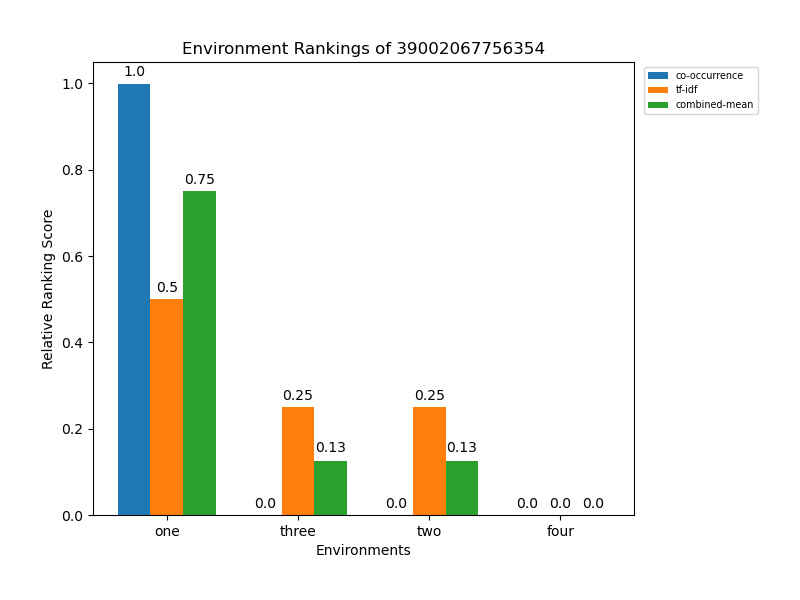 Environment Rankings of 39002067756354
co-occurrence
tf-idf
combined-mean
Relative Ranking Score
1.0
0.8
0.6
0.4
0.2
0.0
1.0
0.5
0.75
0.0
0.25
0.13
0.0
0.25
0.13
0.0 0.0 0.0
one three two four
Environments